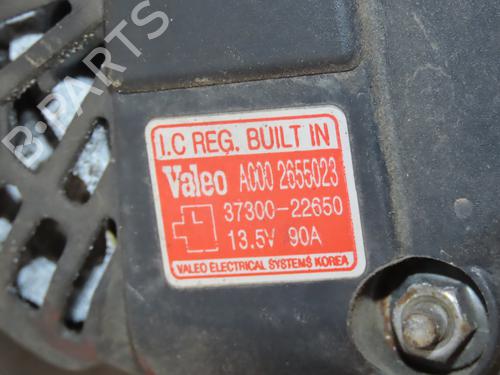 B-PARTS
I.C REG. BUILT IN
Valeo A000 2655023
37300-22650
13.5V 90A
VALEO ELECTRICAL SYSTEMS KOREA